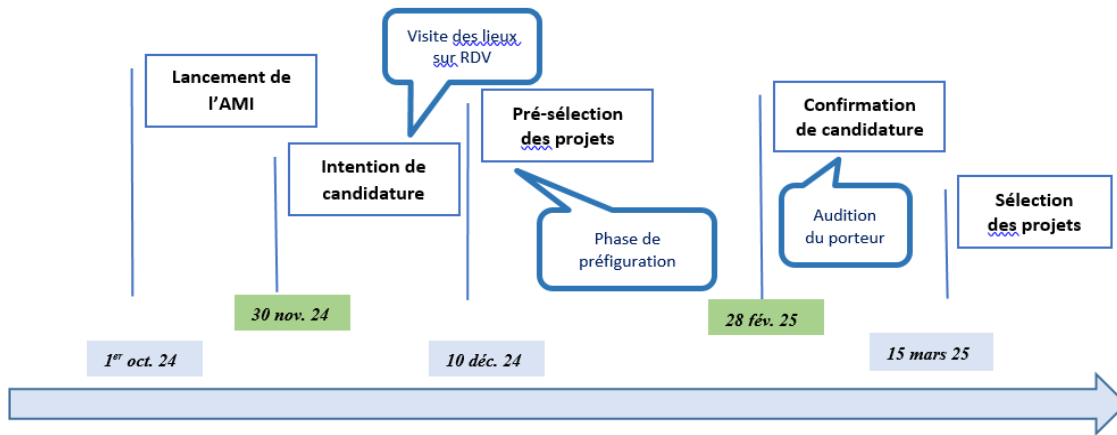 Visite des lieux
sur RDV
Lancement de
l'AMI
Pré-sélection
des projets
Confirmation
de candidature
Intention de
candidature
Sélection
des projets
Audition
du porteur
Phase de
préfiguration
30 nov. 24
28 fév. 25
1er oct. 24
10 déc. 24
15 mars 25